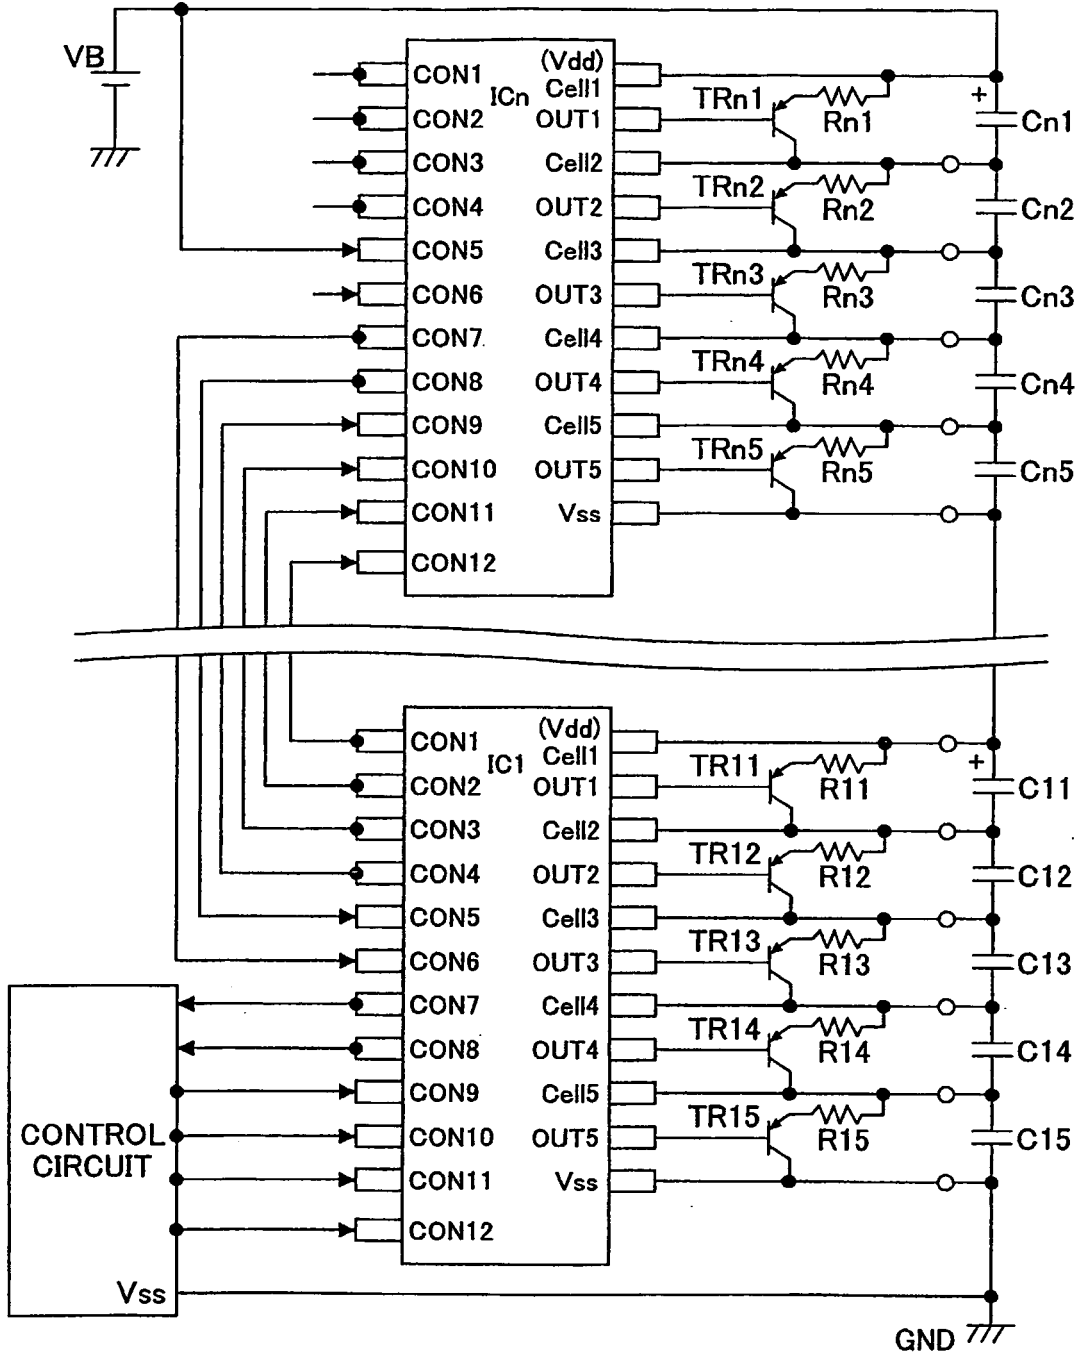 VB
CON1
ICn
(Vdd)
Cell1
TRn1
Rn1
+
Cn1
CON2
OUT1
CON3
Cell2
TRn2
Rn2
Cn2
CON4
OUT2
CON5
Cell3
TRn3
Rn3
Cn3
CON6
OUT3
CON7
Cell4
TRn4
Rn4
Cn4
CON8
OUT4
CON9
Cell5
TRn5
Rn5
Cn5
CON10
OUT5
CON11
Vss
CON12
CON1
IC1
(Vdd)
Cell1
TR11
R11
+
C11
CON2
OUT1
CON3
Cell2
TR12
R12
C12
CON4
OUT2
CON5
Cell3
TR13
R13
C13
CON6
OUT3
CON7
Cell4
TR14
R14
C14
CON8
OUT4
CON9
Cell5
TR15
R15
C15
CON10
OUT5
CON11
Vss
CON12
CONTROL
CIRCUIT
Vss
GND